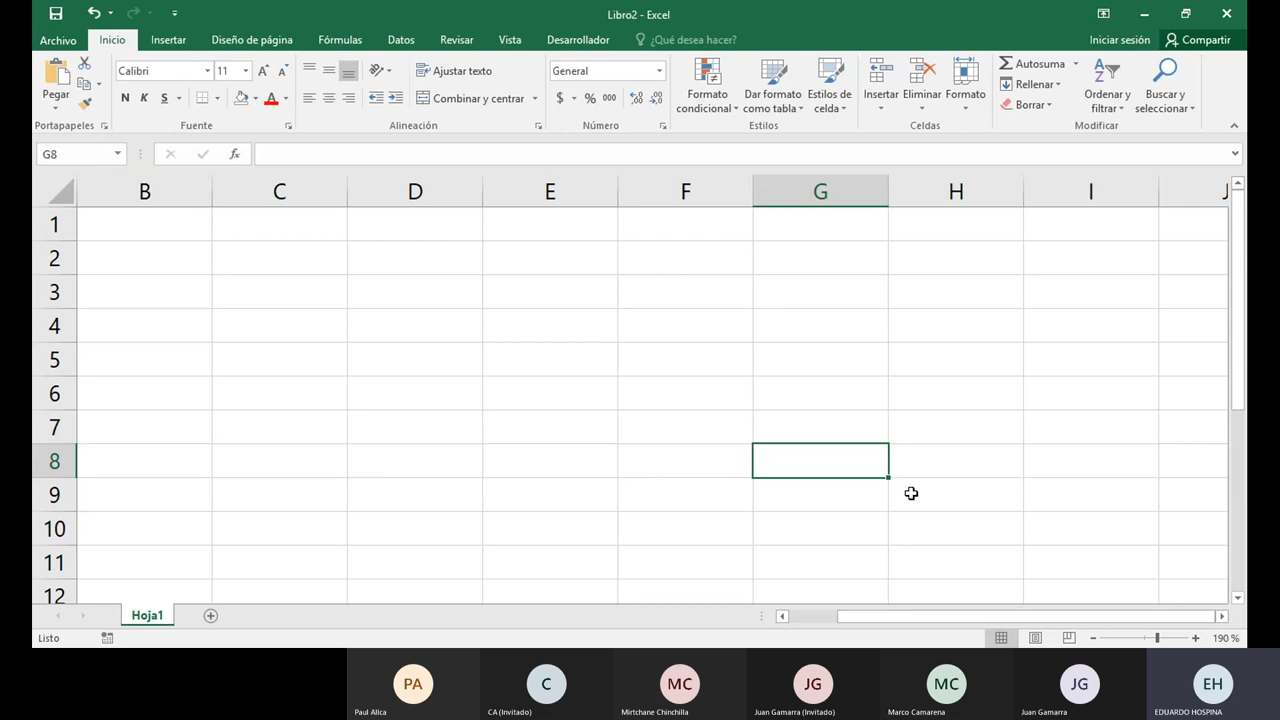 Libro2 - Excel
Archivo Inicio Insertar Diseño de página Fórmulas Datos Revisar Vista Desarrollador ¿Qué desea hacer? Iniciar sesión Compartir
Pegar
Calibri 11
N K S
Ajustar texto
Combinar y centrar
General
$ % 000
Formato condicional
Dar formato como tabla
Estilos de celda
Insertar Eliminar Formato
Autosuma
Rellenar
Borrar
Ordenar y filtrar
Buscar y seleccionar
Portapapeles Fuente Alineación Número Estilos Celdas Modificar
G8 fx
B C D E F G H I J
1
2
3
4
5
6
7
8
9
10
11
12
Hoja1
Listo 190 %
PA C MC JG MC JG EH
Paul Allca CA (Invitado) Mirtchane Chinchilla Juan Gamarra (Invitado) Marco Camarena Juan Gamarra EDUARDO HOSPINA